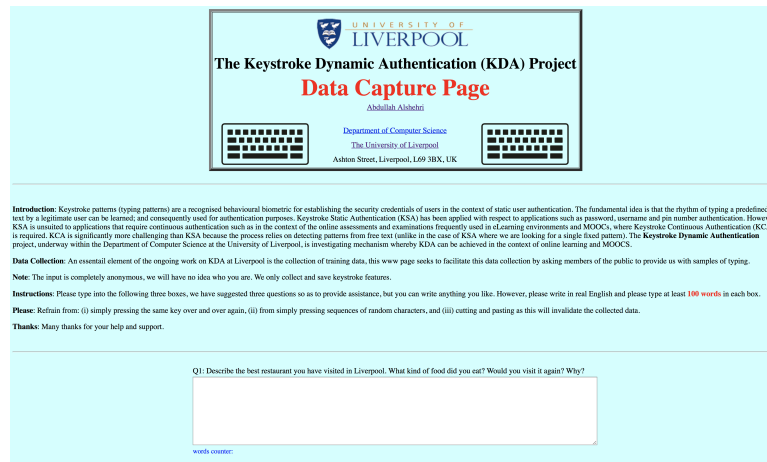 UNIVERSITY OF
LIVERPOOL
The Keystroke Dynamic Authentication (KDA) Project
Data Capture Page
Abdullah Alshehri
Department of Computer Science
The University of Liverpool
Ashton Street, Liverpool, L69 3BX, UK
Introduction: Keystroke patterns (typing patterns) are a recognised behavioural biometric for establishing the security credentials of users in the context of static user authentication. The fundamental idea is that the rhythm of typing a predefined
text by a legitimate user can be learned; and consequently used for authentication purposes. Keystroke Static Authentication (KSA) has been applied with respect to applications such as password, username and pin number authentication. Howev
KSA is unsuited to applications that require continuous authentication such as in the context of the online assessments and examinations frequently used in eLearning environments and MOOCs, where Keystroke Continuous Authentication (KC
is required. KCA is significantly more challenging than KSA because the process relies on detecting patterns from free text (unlike in the case of KSA where we are looking for a single fixed pattern). The Keystroke Dynamic Authentication
project, underway within the Department of Computer Science at the University of Liverpool, is investigating mechanism whereby KDA can be achieved in the context of online learning and MOOCS.
Data Collection: An essential element of the ongoing work on KDA at Liverpool is the collection of training data, this www page seeks to facilitate this data collection by asking members of the public to provide us with samples of typing.
Note: The input is completely anonymous, we will have no idea who you are. We only collect and save keystroke features.
Instructions: Please type into the following three boxes, we have suggested three questions so as to provide assistance, but you can write anything you like. However, please write in real English and please type at least 100 words in each box.
Please: Refrain from: (i) simply pressing the same key over and over again, (ii) from simply pressing sequences of random characters, and (iii) cutting and pasting as this will invalidate the collected data.
Thanks: Many thanks for your help and support.
Q1: Describe the best restaurant you have visited in Liverpool. What kind of food did you eat? Would you visit it again? Why?
words counter: